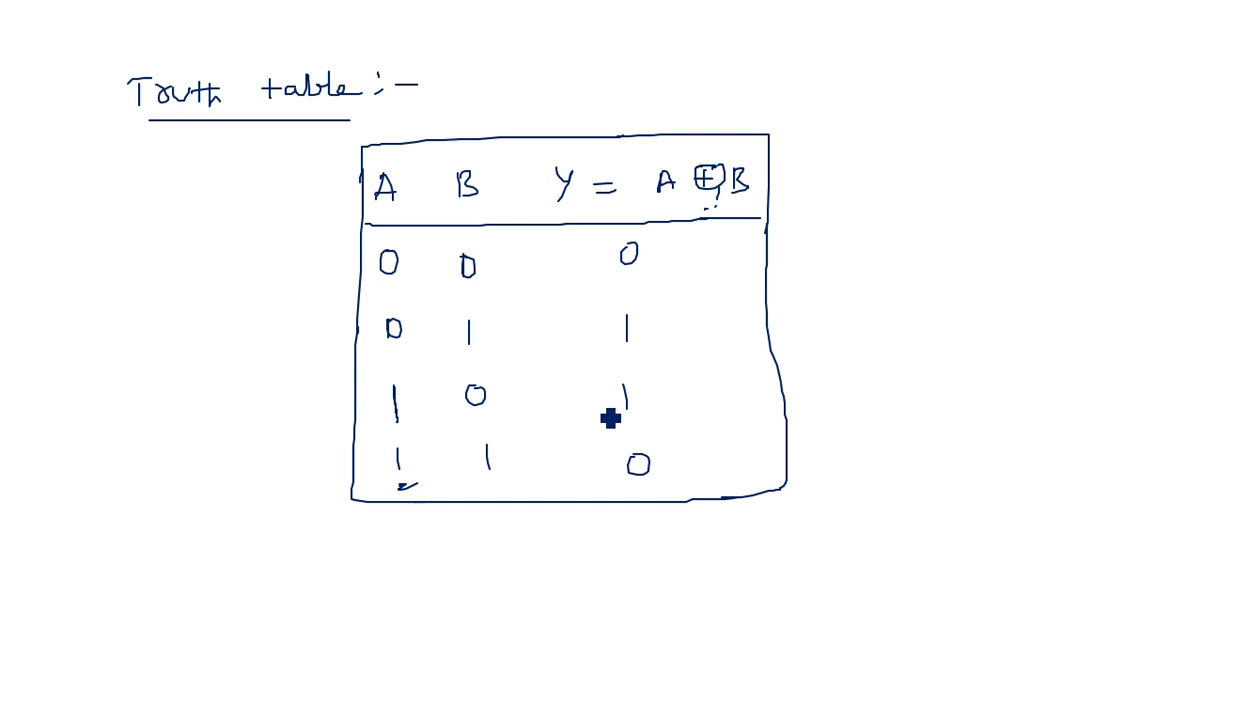 Truth table :-
A B Y = A ⊕ B
0 0 0
0 1 1
1 0 1
1 1 0